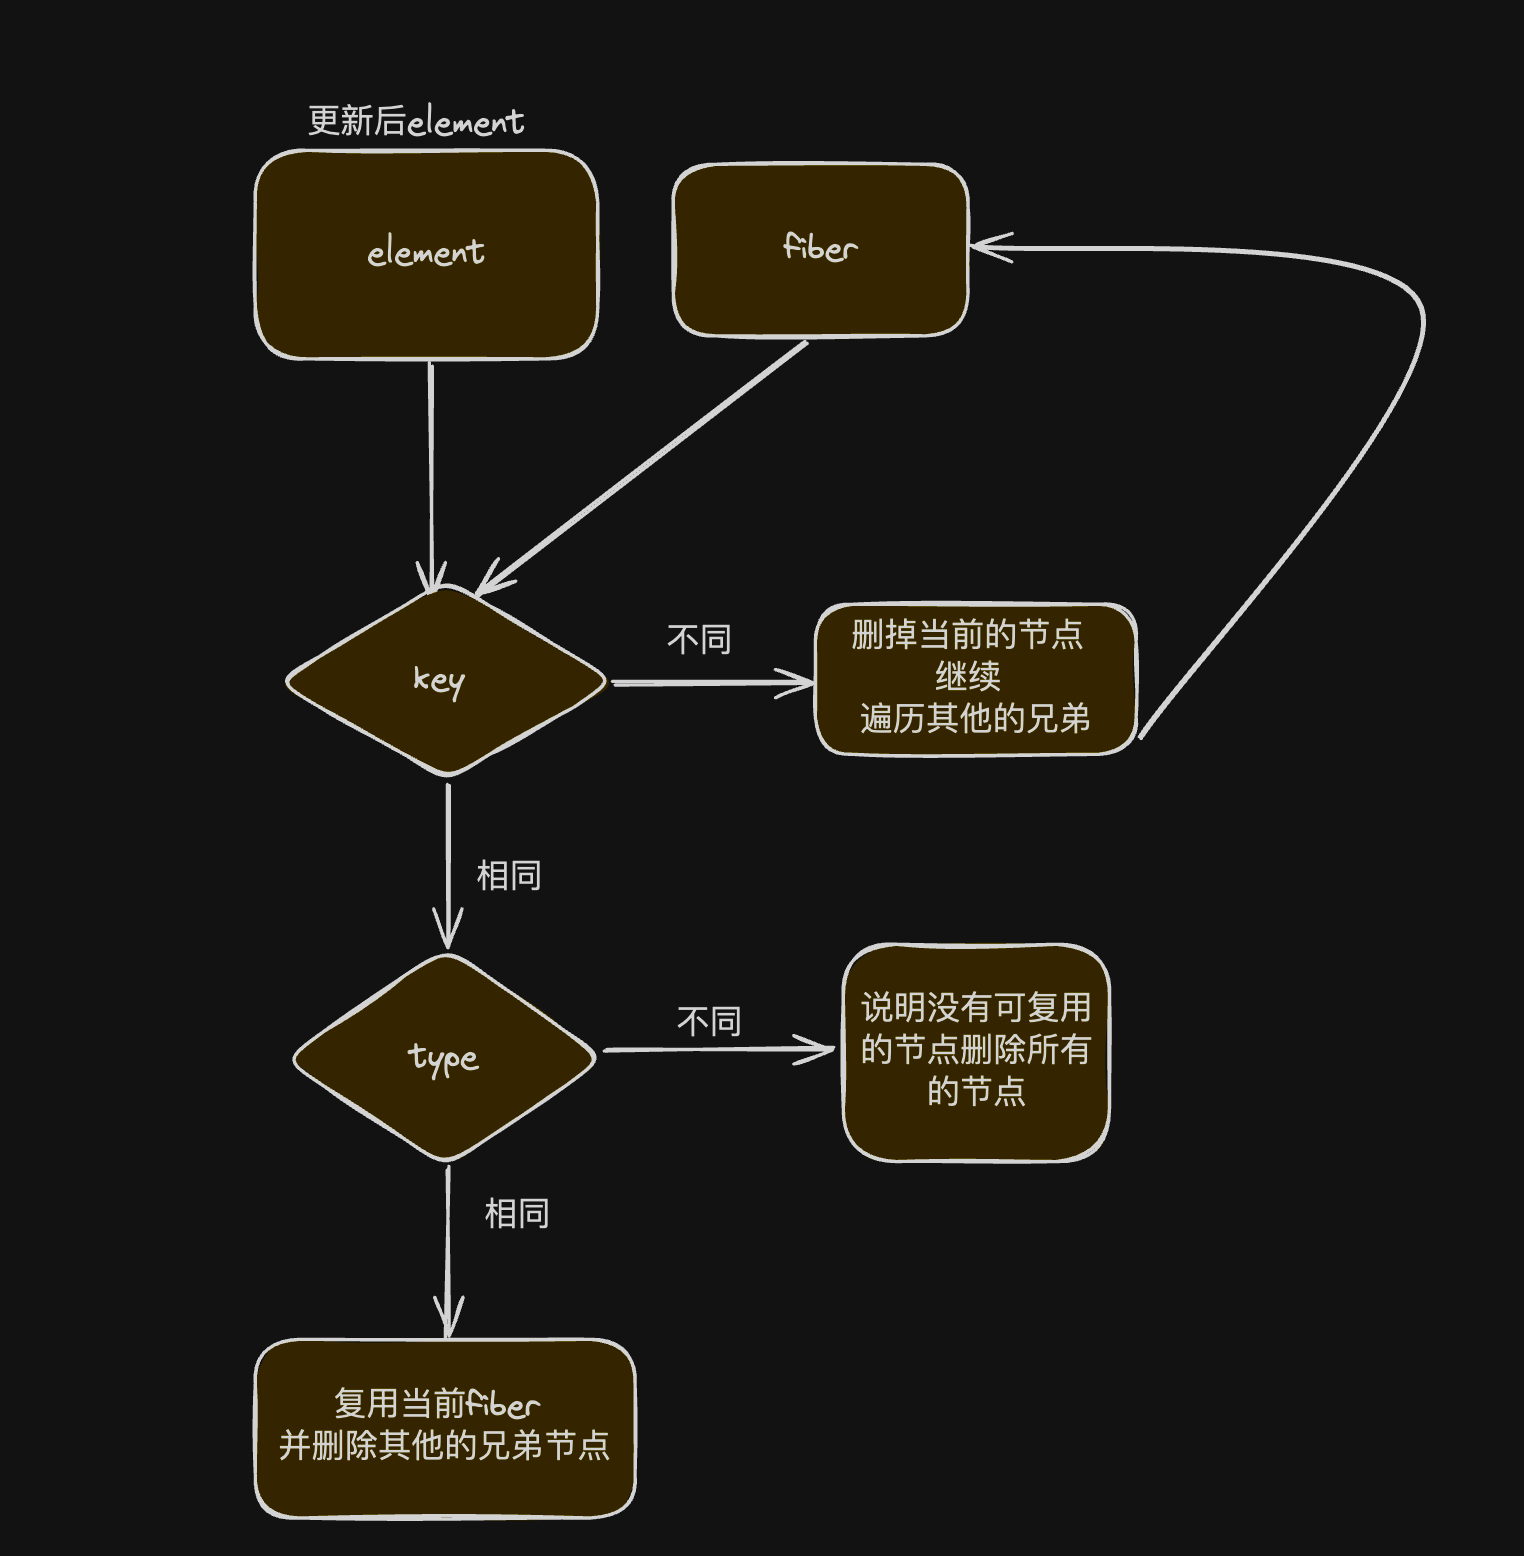 更新后element
element
fiber
key
不同
删掉当前的节点
继续
遍历其他的兄弟
相同
type
不同
说明没有可复用
的节点删除所有
的节点
相同
复用当前fiber
并删除其他的兄弟节点